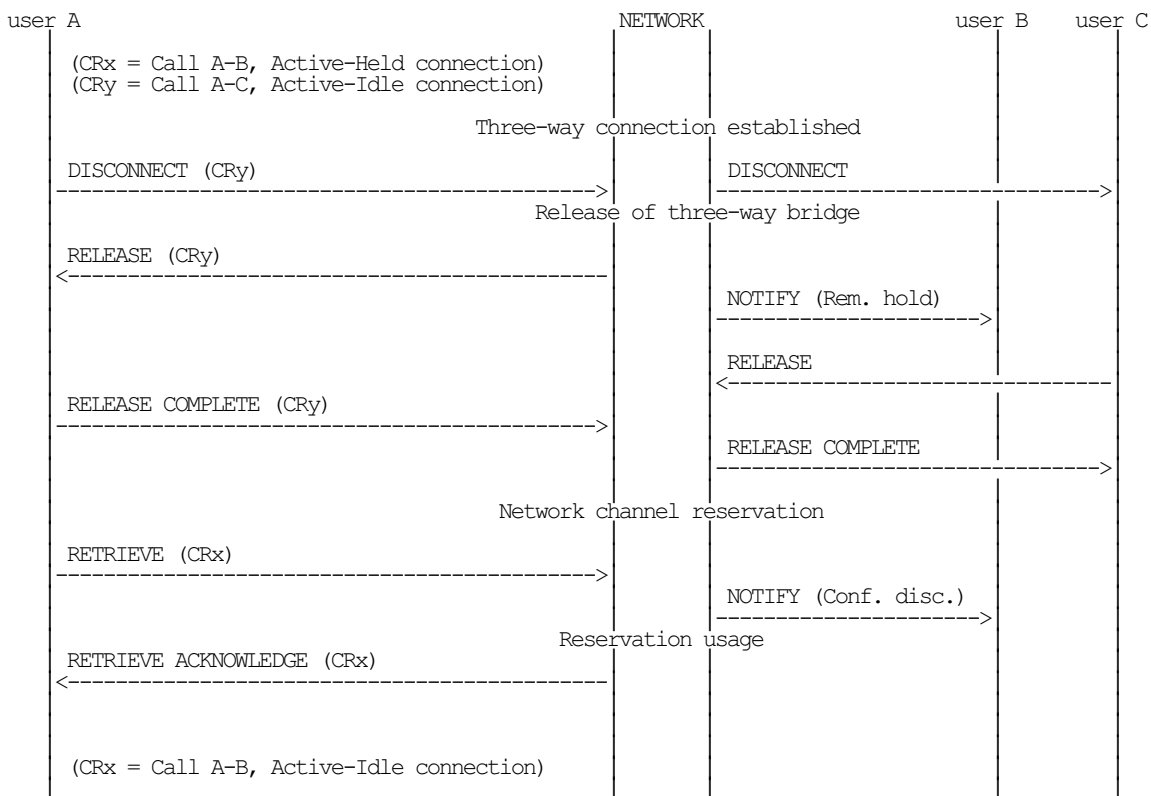 user A NETWORK user B user C
(CRx = Call A-B, Active-Held connection)
(CRy = Call A-C, Active-Idle connection)
Three-way connection established
DISCONNECT (CRy) DISCONNECT
Release of three-way bridge
RELEASE (CRy)
NOTIFY (Rem. hold)
RELEASE
RELEASE COMPLETE (CRy)
RELEASE COMPLETE
Network channel reservation
RETRIEVE (CRx)
NOTIFY (Conf. disc.)
Reservation usage
RETRIEVE ACKNOWLEDGE (CRx)
(CRx = Call A-B, Active-Idle connection)